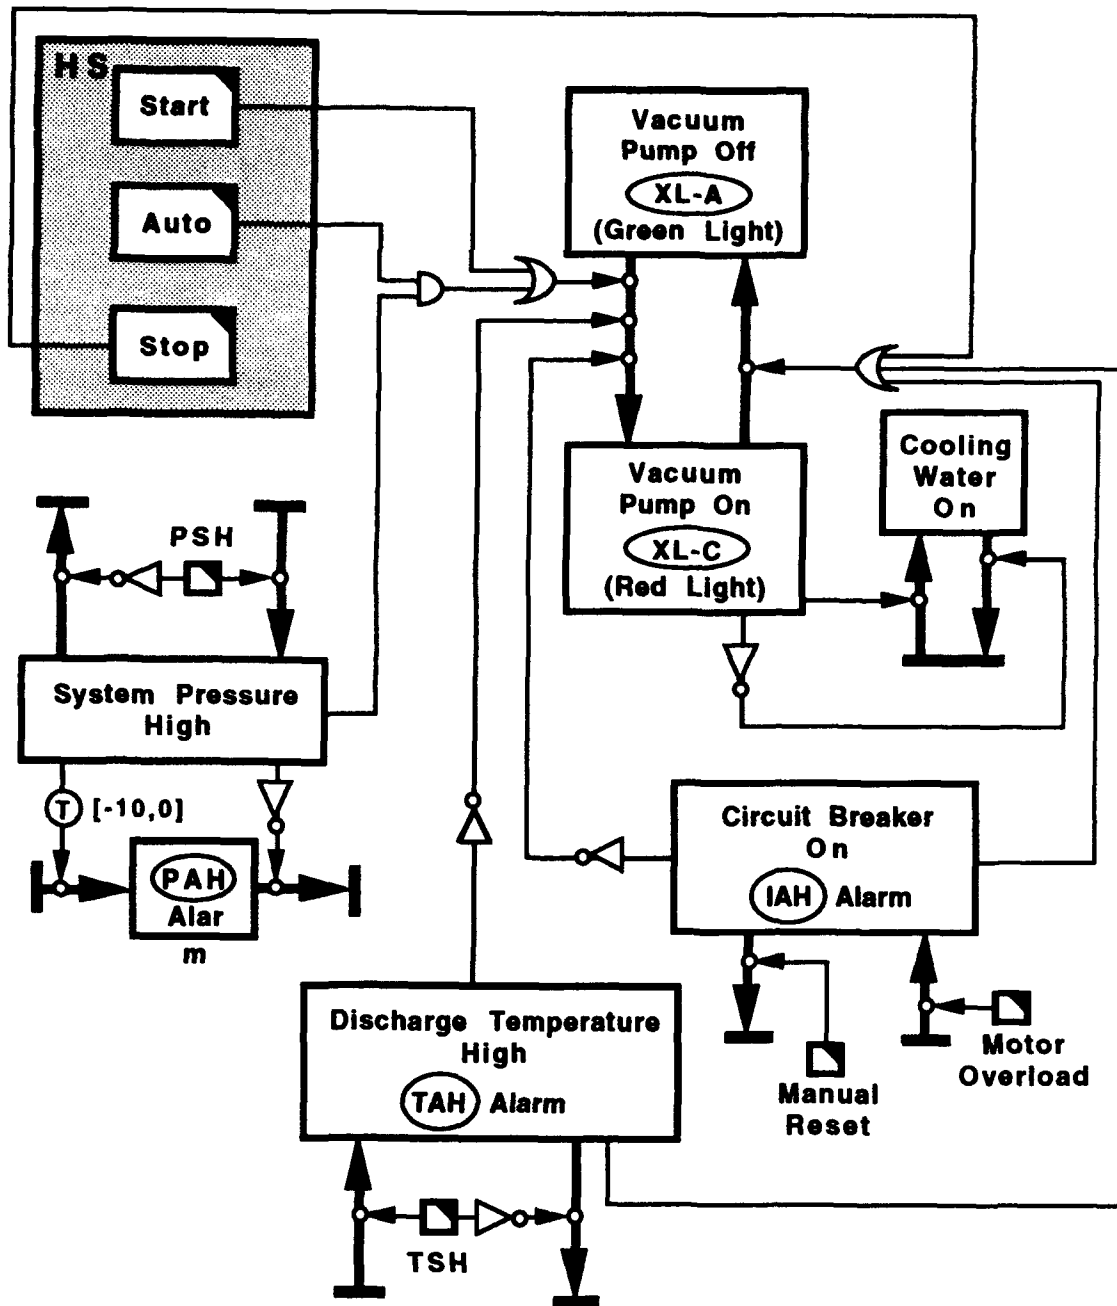 HS
Start
Auto
Stop
Vacuum
Pump Off
XL-A
(Green Light)
Vacuum
Pump On
XL-C
(Red Light)
Cooling
Water
On
PSH
System Pressure
High
T [-10,0]
PAH
Alar
m
Circuit Breaker
On
IAH Alarm
Manual
Reset
Motor
Overload
Discharge Temperature
High
TAH Alarm
TSH